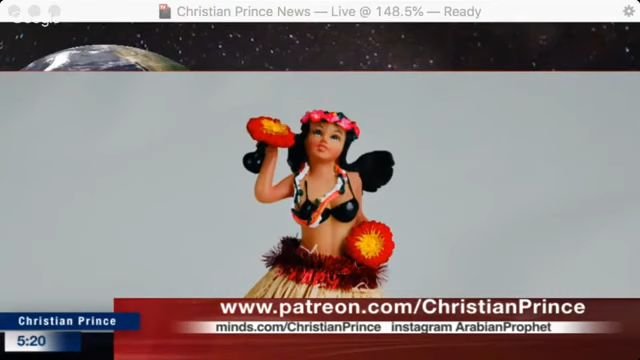 Christian Prince News — Live @ 148.5% — Ready
Google
www.patreon.com/ChristianPrince
Christian Prince
minds.com/ChristianPrince instagram ArabianProphet
5:20